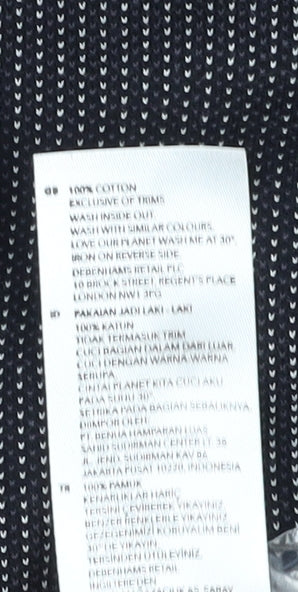 GB 100% COTTON
EXCLUSIVE OF TRIMS
WASH INSIDE OUT
WASH WITH SIMILAR COLOURS
LOVE OUR PLANET WASH ME AT 30°
IRON ON REVERSE SIDE
DEBENHAMS RETAIL PLC
10 BROCK STREET, REGENT'S PLACE
LONDON NW1 3FG
ID PAKAIAN JADI LAKI - LAKI
100% KATUN
TIDAK TERMASUK TRIM
CUCI BAGIAN DALAM DARI LUAR
CUCI DENGAN WARNA-WARNA
SERUPA
CINTAI PLANET KITA CUCI AKU
PADA SUHU 30°
SETRIKA PADA BAGIAN SEBALIKNYA
DIIMPOR OLEH
PT. BENUA HAMPARAN LUAS
SAHID SUDIRMAN CENTER LT. 36
JL. JEND. SUDIRMAN KAV 86
JAKARTA PUSAT 10220, INDONESIA
TR 100% PAMUK
KENARLIKLAR HARİÇ
TERSİNİ ÇEVİREREK YIKAYINIZ
BENZER RENKLERLE YIKAYINIZ
GEZEGENİMİZİ KORUYALIM BENİ
30° DE YIKAYIN
TERSİNDEN ÜTÜLEYİNİZ
DEBENHAMS RETAIL
İNGİLTERE'DEN